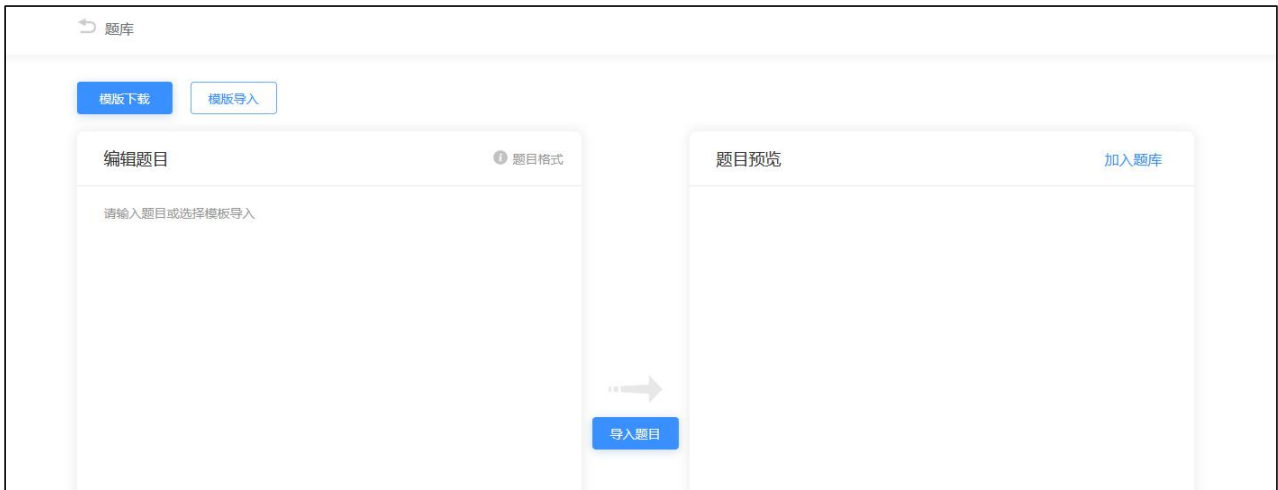 题库
模版下载 模版导入
编辑题目 题目格式
请输入题目或选择模板导入
导入题目
题目预览 加入题库